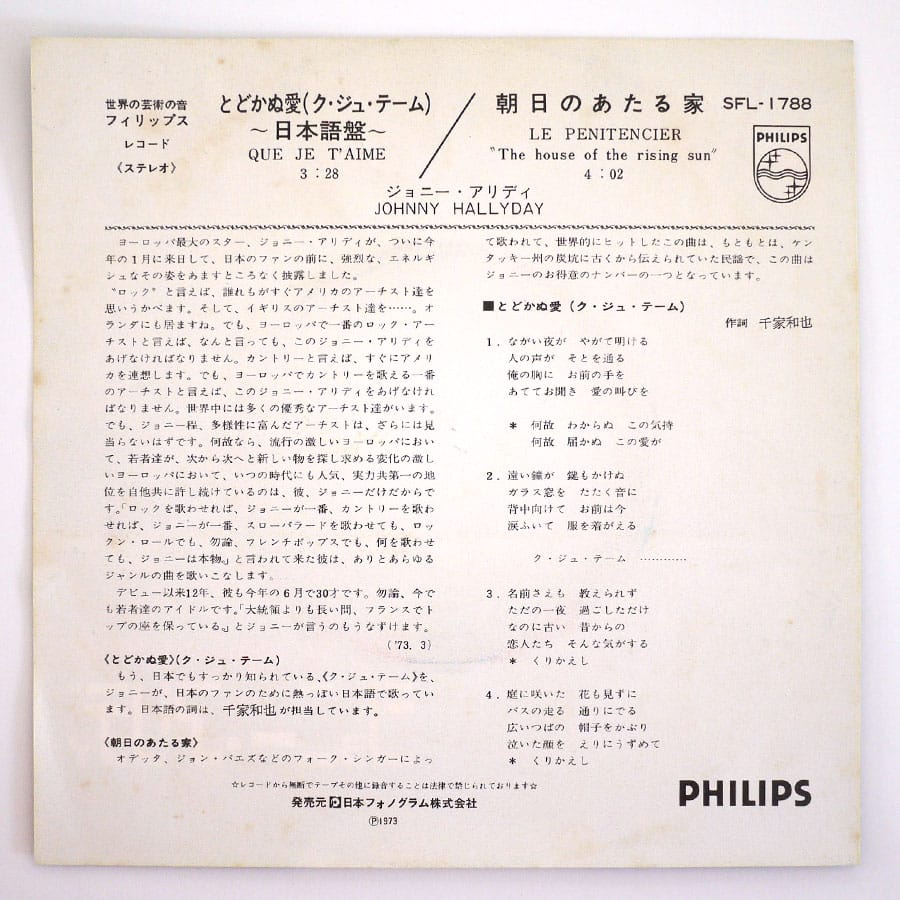 世界の芸術の音
フィリップス
レコード
〈ステレオ〉
とどかぬ愛(ク・ジュ・テーム)
〜日本語盤〜
QUE JE T'AIME
3:28
朝日のあたる家
LE PENITENCIER
"The house of the rising sun"
4:02
SFL-1788
PHILIPS
ジョニー・アリディ
JOHNNY HALLYDAY
ヨーロッパ最大のスター、ジョニー・アリディが、ついに今
年の1月に来日して、日本のファンの前に、強烈な、エネルギ
シュなその姿をあますところなく披露しました。
"ロック"と言えば、誰れもがすぐアメリカのアーチスト達を
思いうかべます。そして、イギリスのアーチスト達を……。オ
ランダにも居ますね。でも、ヨーロッパで一番のロック・アー
チストと言えば、なんと言っても、このジョニー・アリディを
あげなければなりません。カントリーと言えば、すぐにアメリ
カを連想します。でも、ヨーロッパでカントリーを歌える一番
のアーチストと言えば、このジョニー・アリディをあげなけれ
ばなりません。世界中には多くの優秀なアーチスト達がいます。
でも、ジョニー程、多様性に富んだアーチストは、さらには見
当らないはずです。何故なら、流行の激しいヨーロッパにおい
て、若者達が、次から次へと新しい物を探し求める変化の激し
いヨーロッパにおいて、いつの時代にも人気、実力共第一の地
位を自他共に許し続けているのは、彼、ジョニーだけだからで
す。「ロックを歌わせれば、ジョニーが一番、カントリーを歌わ
せれば、ジョニーが一番、スローバラードを歌わせても、ロッ
クン・ロールでも、勿論、フレンチポップスでも、何を歌わせ
ても、ジョニーは本物。」と言われて来た彼は、ありとあらゆる
ジャンルの曲を歌いこなします。
デビュー以来12年、彼も今年の6月で30才です。勿論、今で
も若者達のアイドルです。「大統領よりも長い間、フランスでト
ップの座を保っている。」とジョニーが言うのもうなずけます。
('73. 3)
《とどかぬ愛》(ク・ジュ・テーム)
もう、日本でもすっかり知られている、《ク・ジュ・テーム》を、
ジョニーが、日本のファンのために熱っぽい日本語で歌ってい
ます。日本語の詞は、千家和也が担当しています。
《朝日のあたる家》
オデッタ、ジョン・バエズなどのフォーク・シンガーによっ
て歌われて、世界的にヒットしたこの曲は、もともとは、ケン
タッキー州の炭坑に古くから伝えられていた民謡で、この曲は
ジョニーのお得意のナンバーの一つとなっています。
■とどかぬ愛(ク・ジュ・テーム)
作詞 千家和也
1. ながい夜が やがて明ける
人の声が そとを通る
俺の胸に お前の手を
あててお聞き 愛の叫びを
* 何故 わからぬ この気持
何故 届かぬ この愛が
2. 遠い鐘が 鍵もかけぬ
ガラス窓を たたく音に
背中向けて お前は今
涙ふいて 服を着がえる
ク・ジュ・テーム …………
3. 名前さえも 教えられず
ただの一夜 過ごしただけ
なのに古い 昔からの
恋人たち そんな気がする
* くりかえし
4. 庭に咲いた 花も見ずに
バスの走る 通りにでる
広いつばの 帽子をかぶり
泣いた顔を えりにうずめて
* くりかえし
☆レコードから無断でテープその他に録音することは法律で禁じられております☆
発売元 日本フォノグラム株式会社
Ⓟ1973
PHILIPS